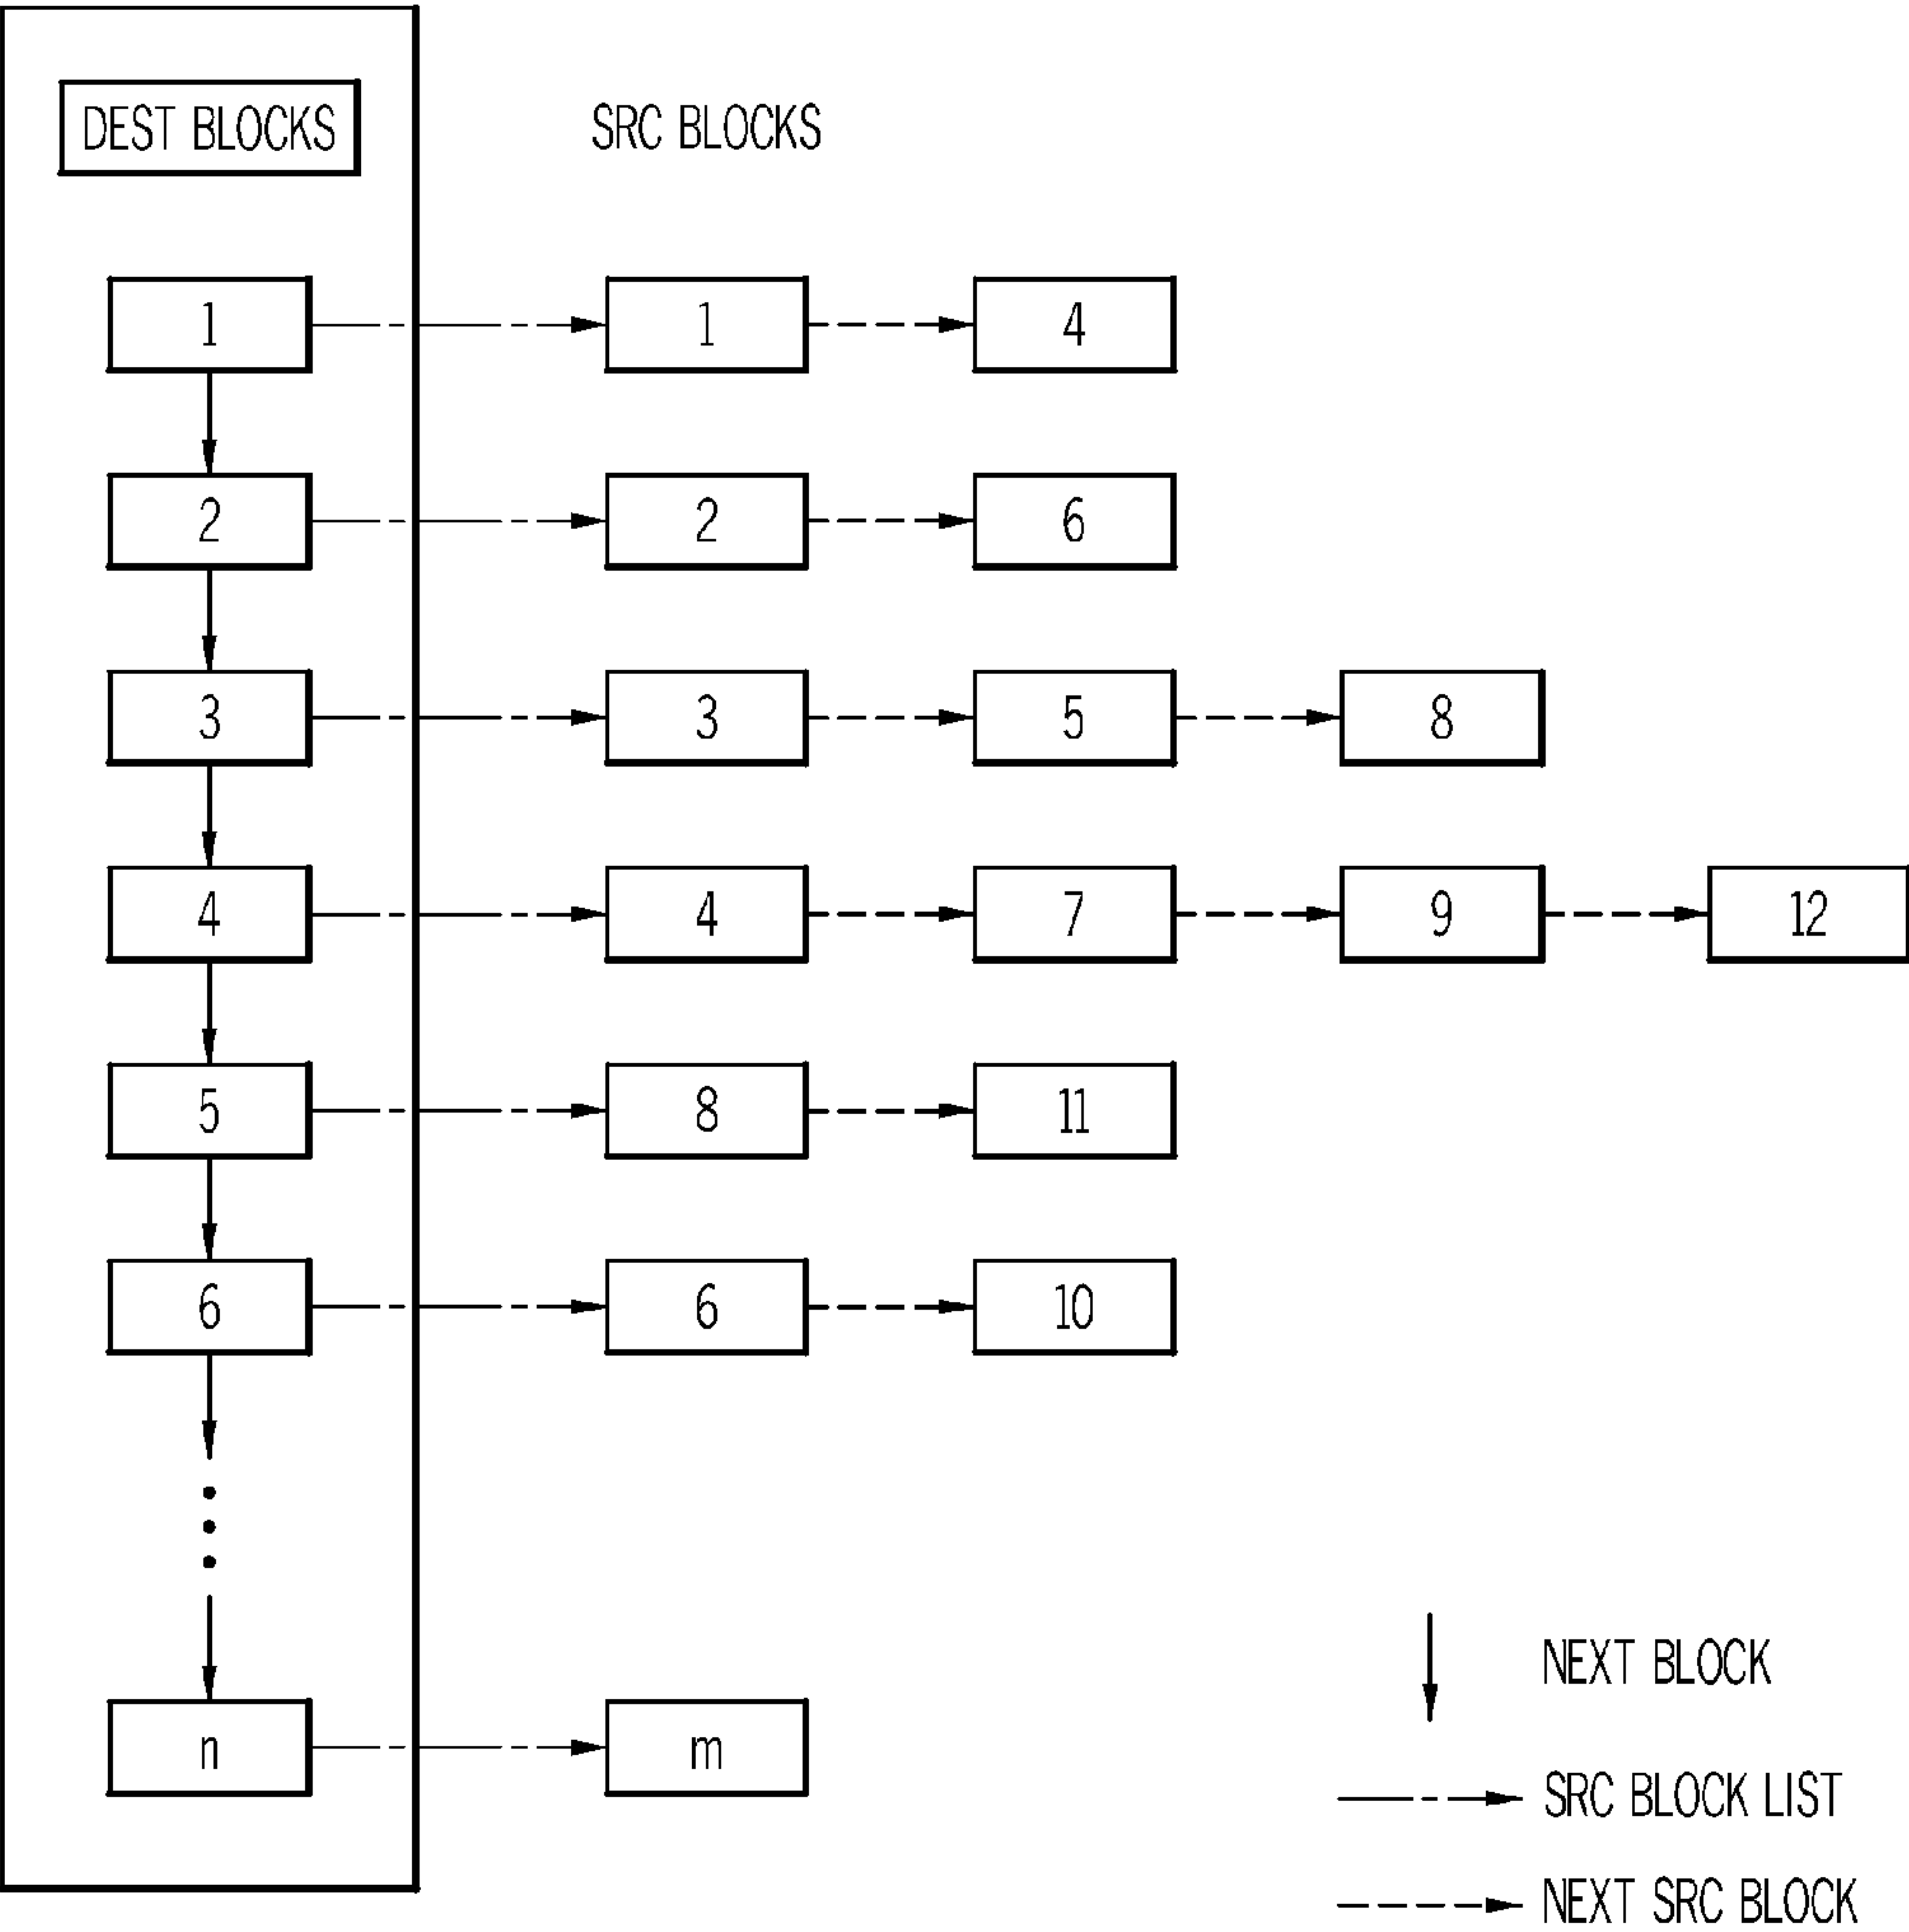 DEST BLOCKS SRC BLOCKS
1 1 4
2 2 6
3 3 5 8
4 4 7 9 12
5 8 11
6 6 10
n m
NEXT BLOCK
SRC BLOCK LIST
NEXT SRC BLOCK